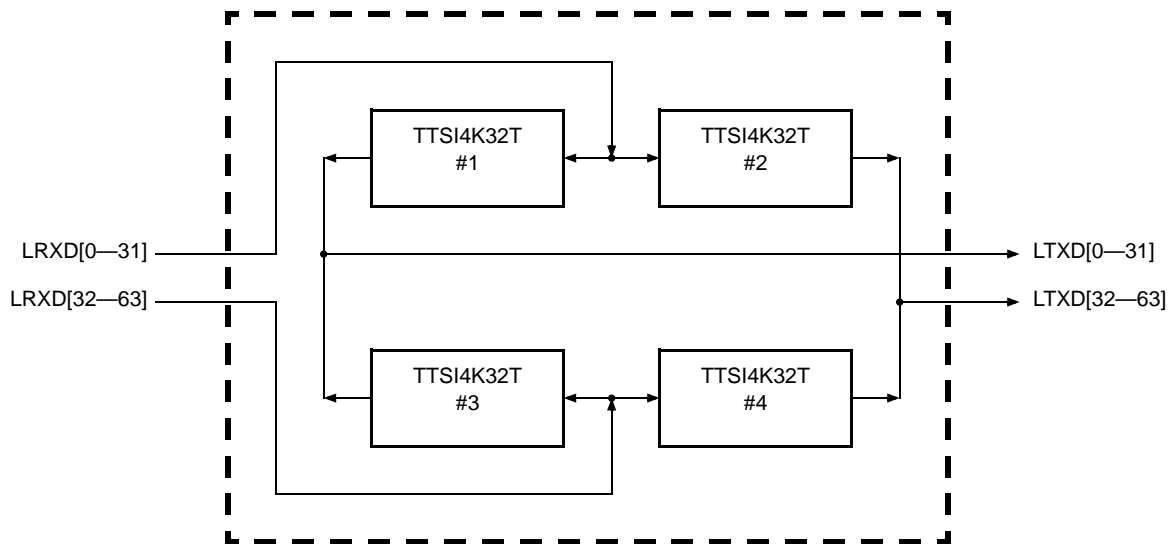 TTSI4K32T
#1
TTSI4K32T
#2
LRXD[0—31]
LTXD[0—31]
LRXD[32—63]
LTXD[32—63]
TTSI4K32T
#3
TTSI4K32T
#4